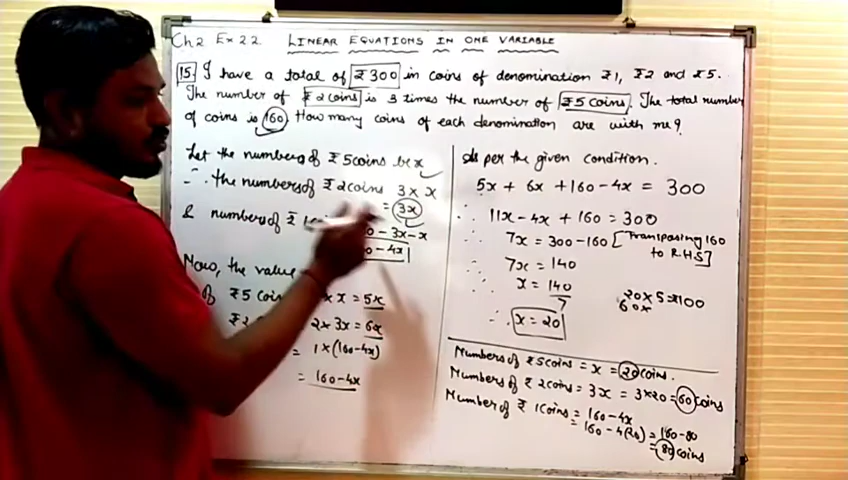 Ch 2 Ex 2.2 LINEAR EQUATIONS IN ONE VARIABLE
15. I have a total of ₹300 in coins of denomination ₹1, ₹2 and ₹5.
The number of ₹2 coins is 3 times the number of ₹5 coins. The total number
of coins is 160. How many coins of each denomination are with me?
Let the numbers of ₹5 coins be x
∴ the numbers of ₹2 coins 3 × x
= 3x
& number of ₹ 1
- 3x - x
- 4x
Now, the value
of ₹5 coin × x = 5x
₹2 2 × 3x = 6x
= 1 × (160-4x)
= 160-4x
As per the given condition.
5x + 6x + 160 - 4x = 300
∴ 11x - 4x + 160 = 300
∴ 7x = 300 - 160 [Transposing 160
to R.H.S]
∴ 7x = 140
∴ x = 140
7
∴ x = 20
20 × 5 = 100
60 ×
Numbers of ₹5 coins = x = 20 coins.
Numbers of ₹ 2 coins = 3x = 3×20 = 60 coins
Number of ₹ 1 coins = 160-4x
= 160 - 4(20) = 160-80
= 80 coins